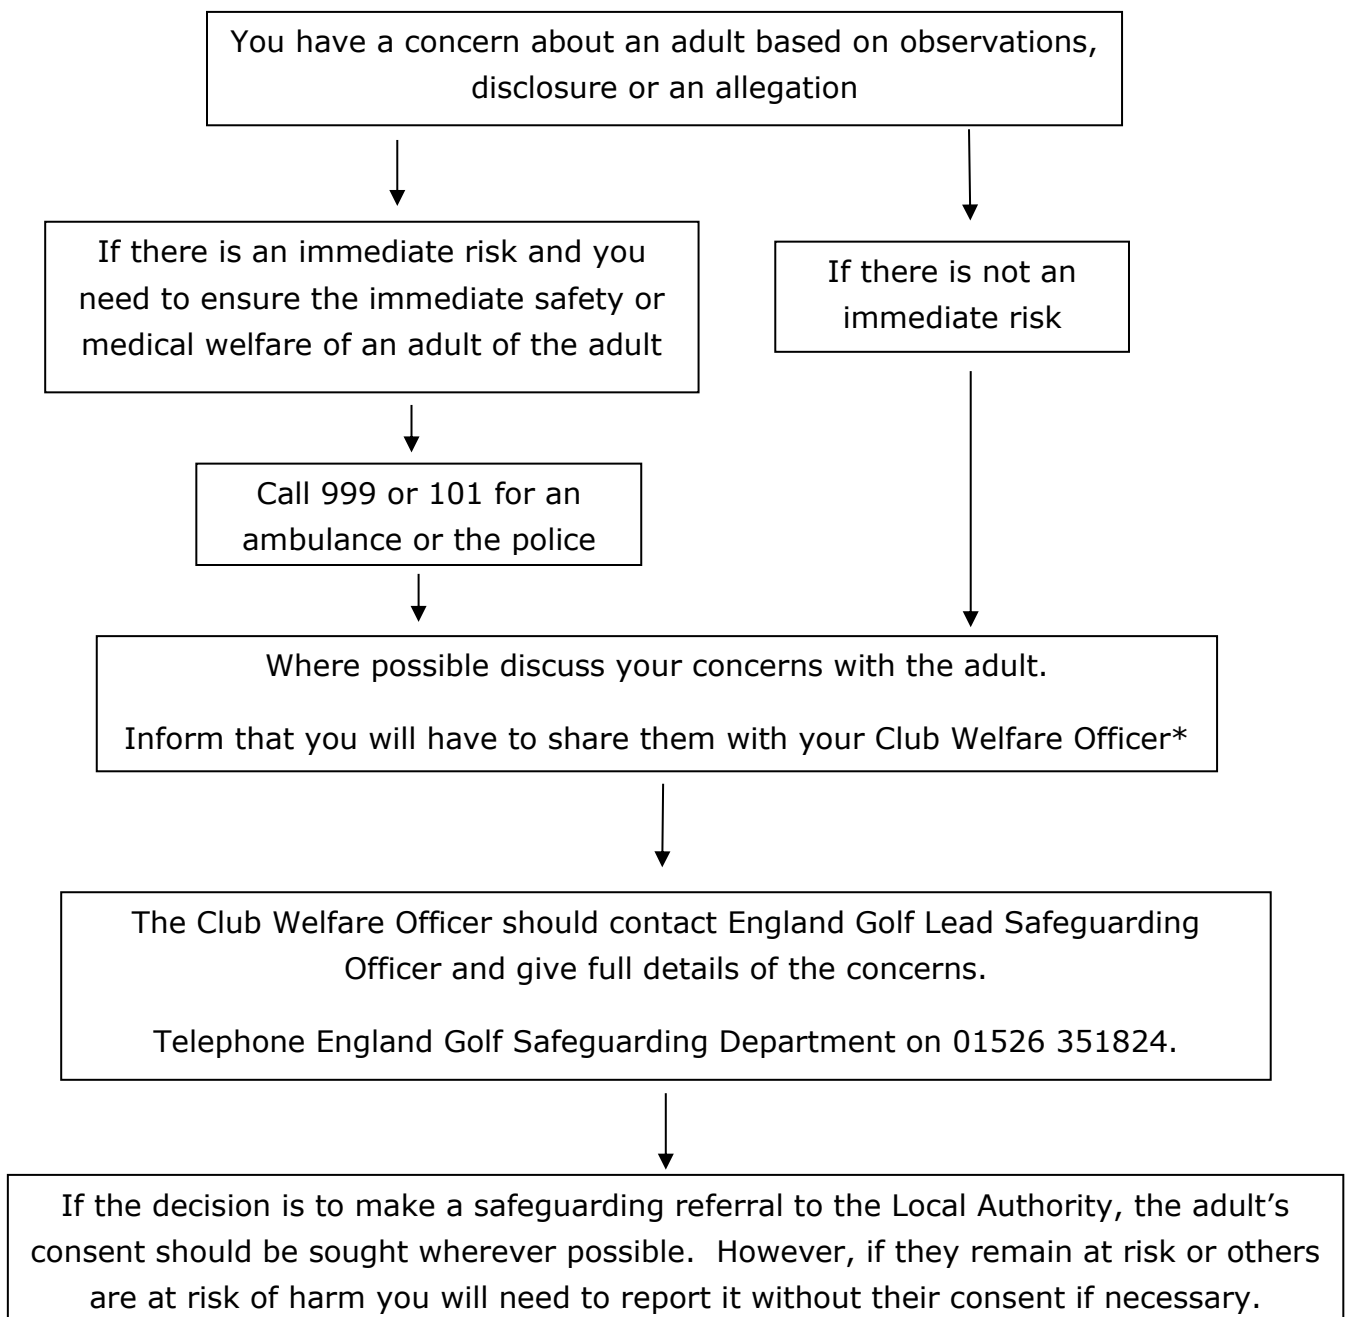 You have a concern about an adult based on observations,
disclosure or an allegation
If there is an immediate risk and you
need to ensure the immediate safety or
medical welfare of an adult of the adult
If there is not an
immediate risk
Call 999 or 101 for an
ambulance or the police
Where possible discuss your concerns with the adult.
Inform that you will have to share them with your Club Welfare Officer*
The Club Welfare Officer should contact England Golf Lead Safeguarding
Officer and give full details of the concerns.
Telephone England Golf Safeguarding Department on 01526 351824.
If the decision is to make a safeguarding referral to the Local Authority, the adult’s
consent should be sought wherever possible.  However, if they remain at risk or others
are at risk of harm you will need to report it without their consent if necessary.